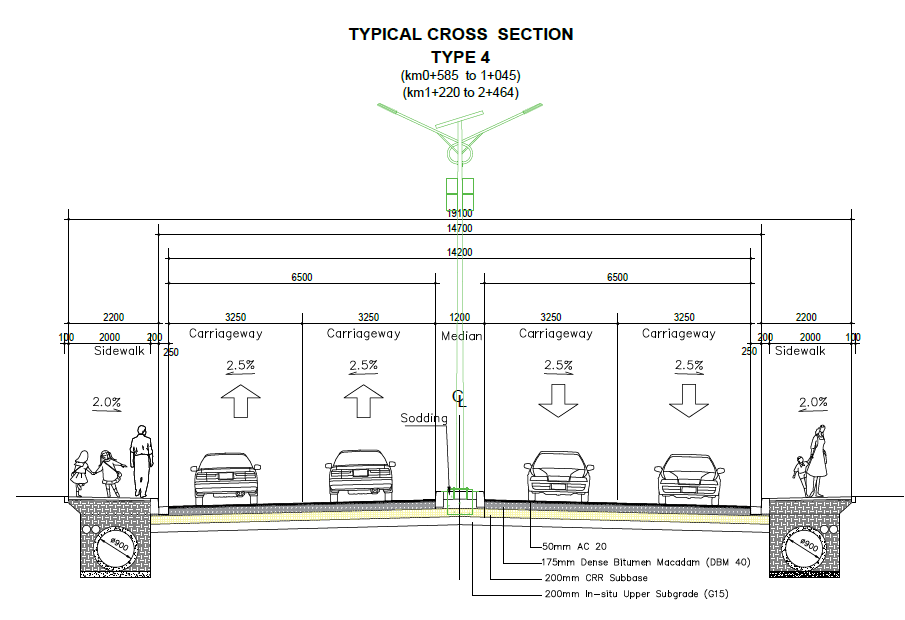 TYPICAL CROSS SECTION
TYPE 4
(km0+585 to 1+045)
(km1+220 to 2+464)
19100
14700
14200
6500 6500
2200 3250 3250 1200 3250 3250 2200
100 2000 200 Carriageway Carriageway Median Carriageway Carriageway 200 2000 100
Sidewalk 250 250 Sidewalk
2.5% 2.5% 2.5% 2.5%
2.0% CL 2.0%
Sodding
ø900 ø900
50mm AC 20
175mm Dense Bitumen Macadam (DBM 40)
200mm CRR Subbase
200mm In-situ Upper Subgrade (G15)